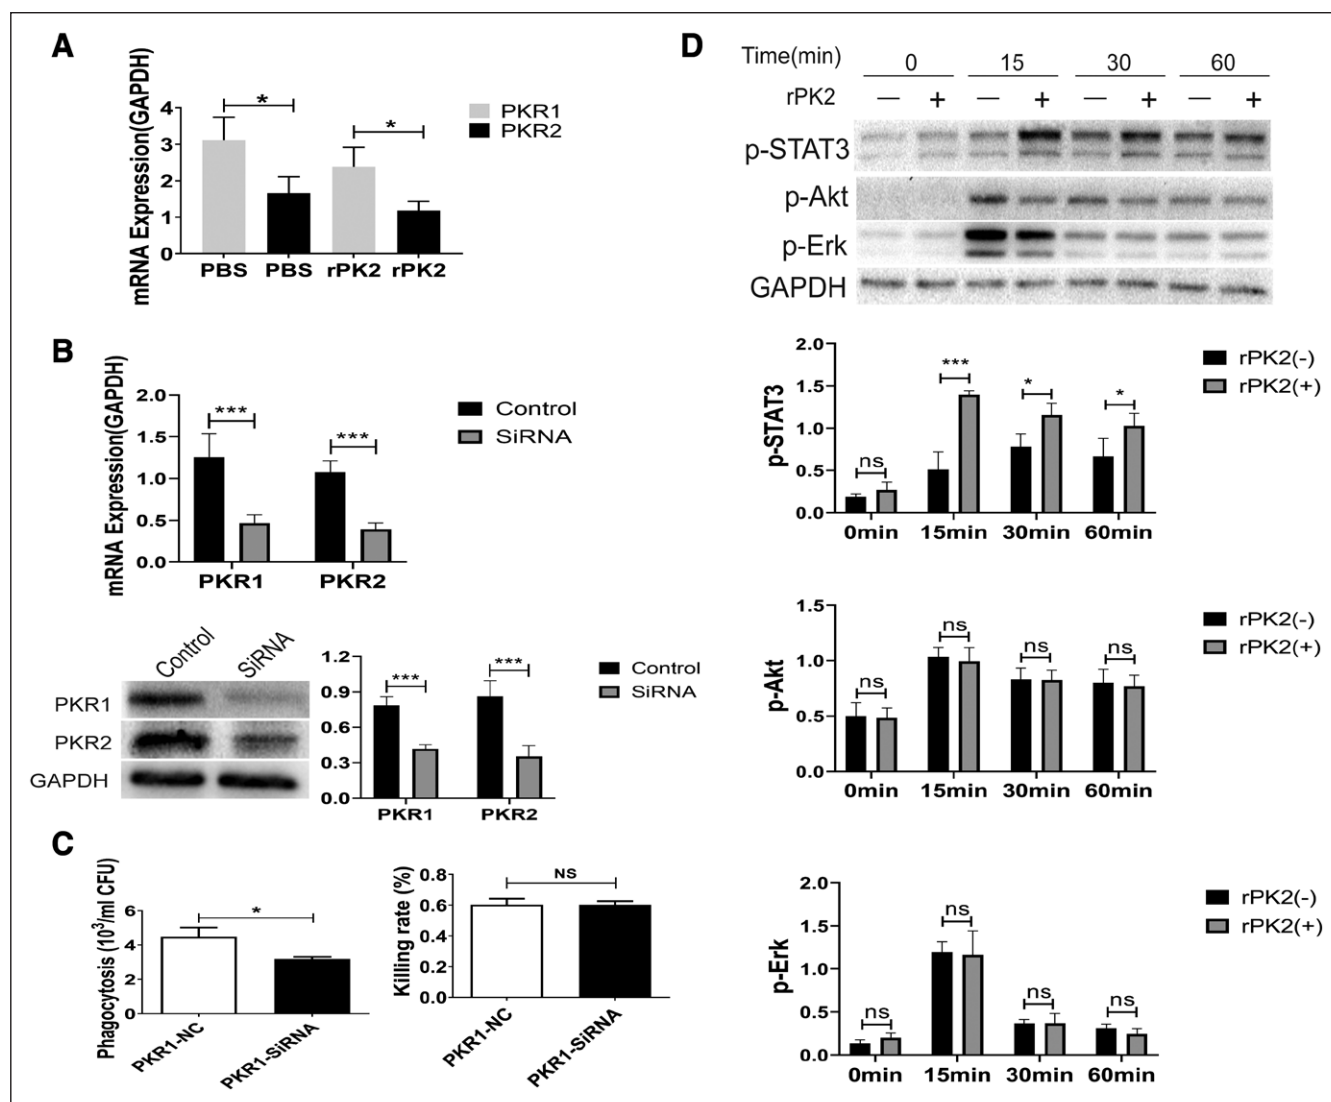 A
mRNA Expression(GAPDH)
4
3
2
1
0
*
*
PKR1
PKR2
PBS PBS rPK2 rPK2
B
mRNA Expression(GAPDH)
2.0
1.5
1.0
0.5
0.0
***
***
Control
SiRNA
PKR1 PKR2
Control SiRNA
PKR1
PKR2
GAPDH
1.2
0.9
0.6
0.3
0.0
***
***
Control
SiRNA
PKR1 PKR2
C
Phagocytosis (10³/ml CFU)
6
4
2
0
*
PKR1-NC
PKR1-SiRNA
Killing rate (%)
0.8
0.6
0.4
0.2
0.0
NS
PKR1-NC
PKR1-SiRNA
D
Time(min) 0 15 30 60
rPK2 — + — + — + — +
p-STAT3
p-Akt
p-Erk
GAPDH
p-STAT3
2.0
1.5
1.0
0.5
0.0
ns
***
*
*
rPK2(-)
rPK2(+)
0min 15min 30min 60min
p-Akt
1.5
1.0
0.5
0.0
ns
ns
ns
ns
rPK2(-)
rPK2(+)
0min 15min 30min 60min
p-Erk
2.0
1.5
1.0
0.5
0.0
ns
ns
ns
ns
rPK2(-)
rPK2(+)
0min 15min 30min 60min